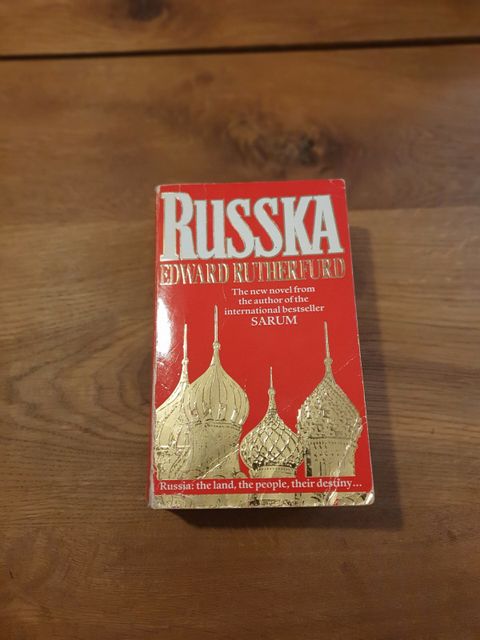 RUSSKA
EDWARD RUTHERFURD
The new novel from
the author of the
international bestseller
SARUM
Russia: the land, the people, their destiny...